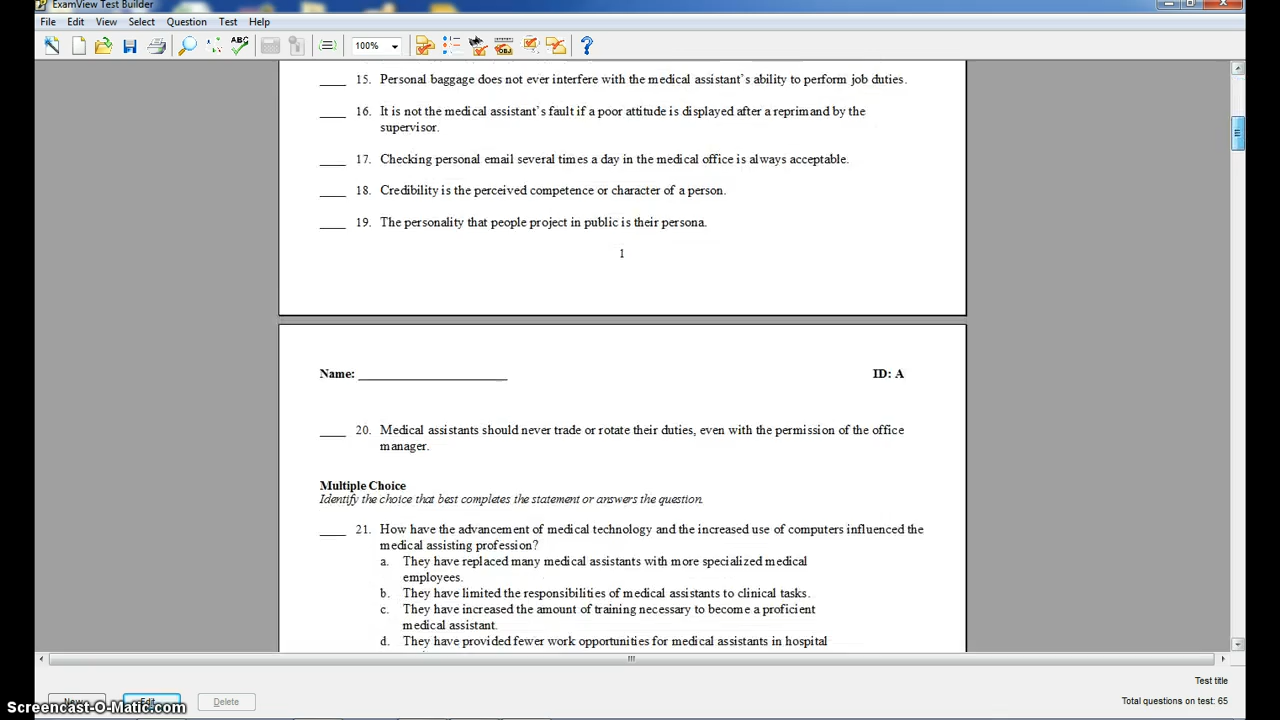 ExamView Test Builder
File Edit View Select Question Test Help
ABC 100% OBJ
15. Personal baggage does not ever interfere with the medical assistant's ability to perform job duties.
16. It is not the medical assistant's fault if a poor attitude is displayed after a reprimand by the
supervisor.
17. Checking personal email several times a day in the medical office is always acceptable.
18. Credibility is the perceived competence or character of a person.
19. The personality that people project in public is their persona.
1
Name: ID: A
20. Medical assistants should never trade or rotate their duties, even with the permission of the office
manager.
Multiple Choice
Identify the choice that best completes the statement or answers the question.
21. How have the advancement of medical technology and the increased use of computers influenced the
medical assisting profession?
a. They have replaced many medical assistants with more specialized medical
employees.
b. They have limited the responsibilities of medical assistants to clinical tasks.
c. They have increased the amount of training necessary to become a proficient
medical assistant.
d. They have provided fewer work opportunities for medical assistants in hospital
Test title
New Edit Delete
Total questions on test: 65
Screencast-O-Matic.com